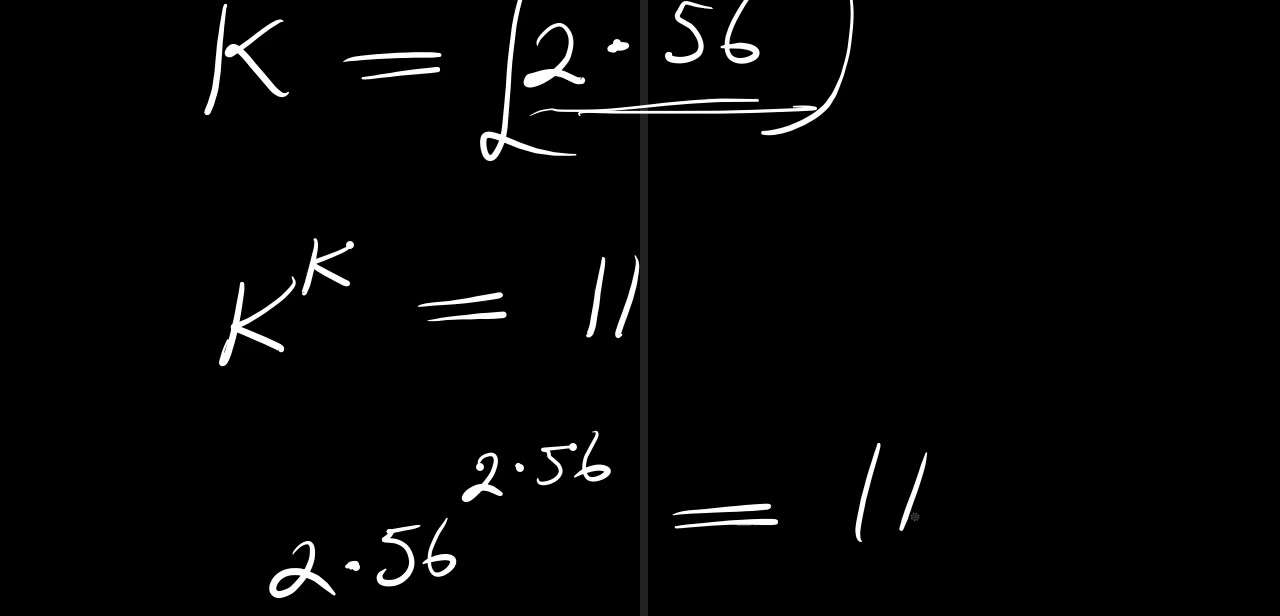 K = [2.56]
K^K = 11
2.56^2.56 = 11